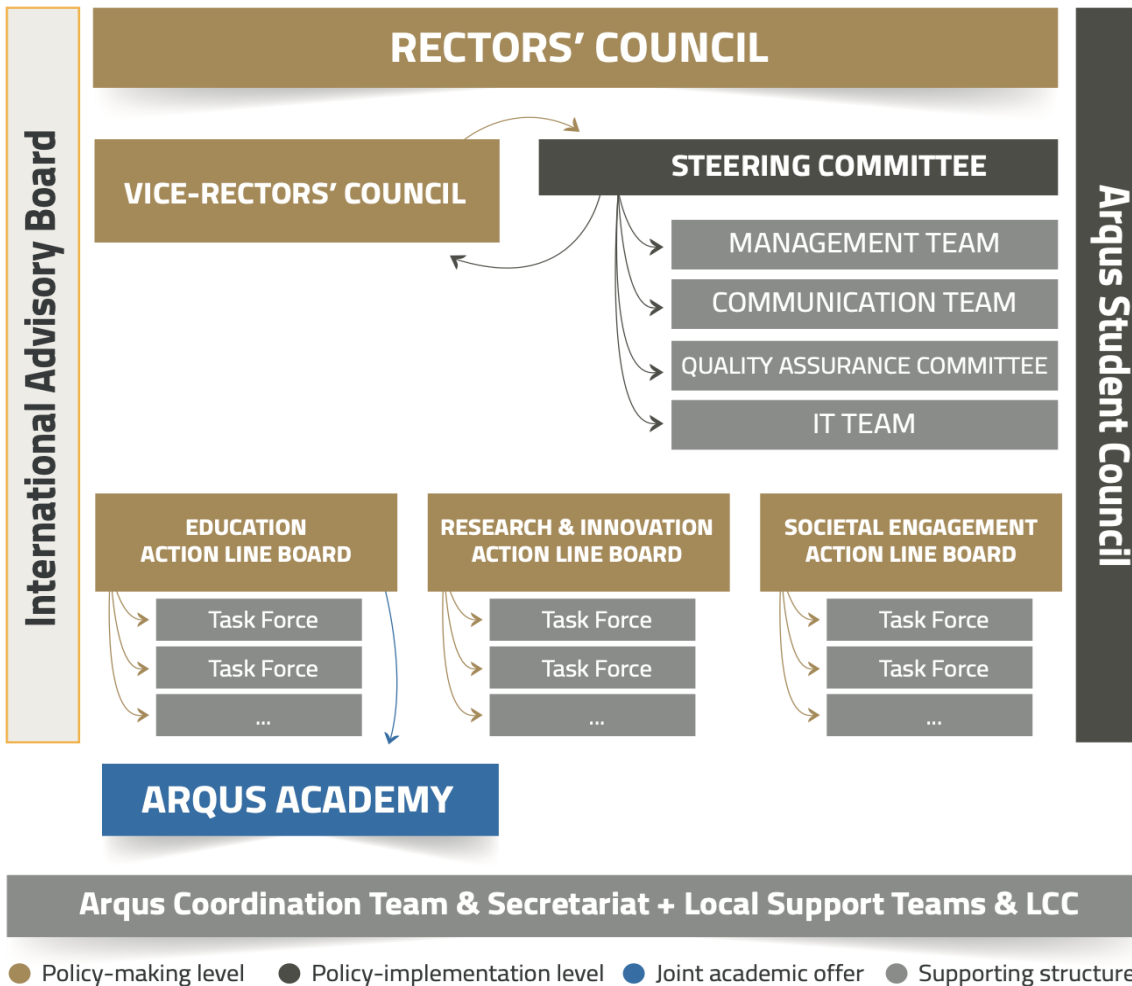 RECTORS’ COUNCIL
International Advisory Board
Arqus Student Council
VICE-RECTORS’ COUNCIL
STEERING COMMITTEE
MANAGEMENT TEAM
COMMUNICATION TEAM
QUALITY ASSURANCE COMMITTEE
IT TEAM
EDUCATION
ACTION LINE BOARD
Task Force
Task Force
...
RESEARCH & INNOVATION
ACTION LINE BOARD
Task Force
Task Force
...
SOCIETAL ENGAGEMENT
ACTION LINE BOARD
Task Force
Task Force
...
ARQUS ACADEMY
Arqus Coordination Team & Secretariat + Local Support Teams & LCC
Policy-making level
Policy-implementation level
Joint academic offer
Supporting structure